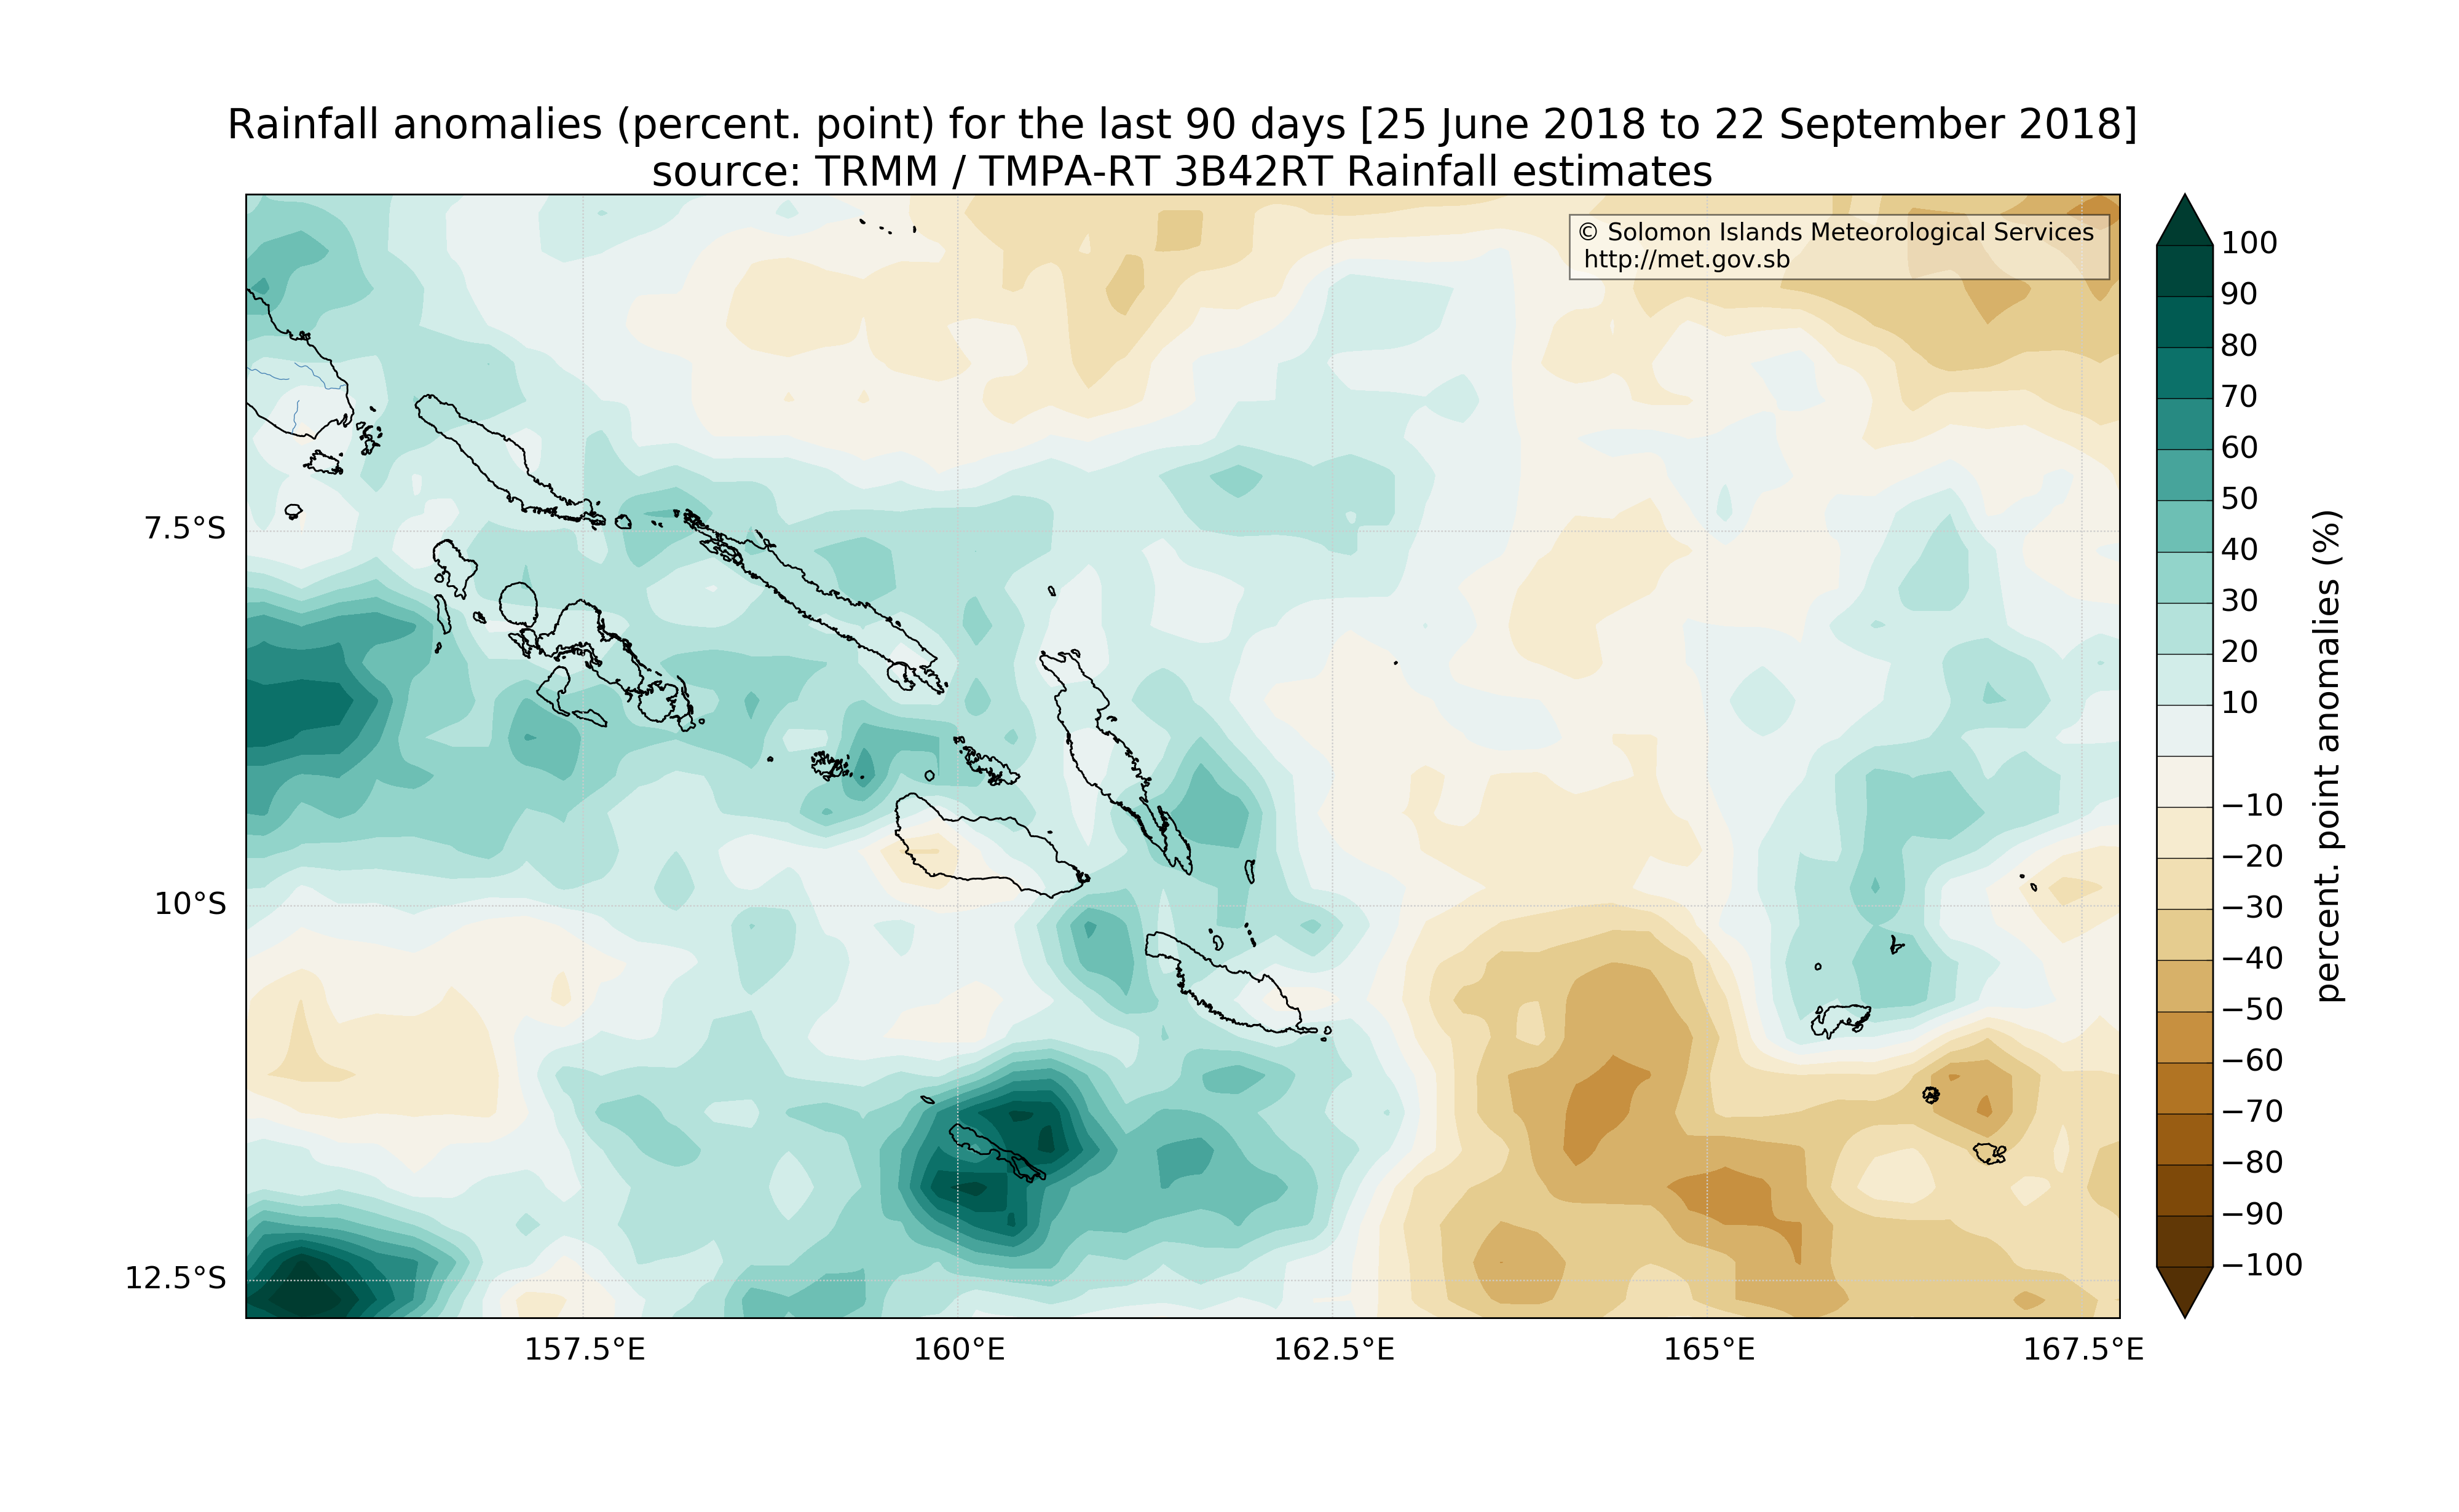 Rainfall anomalies (percent. point) for the last 90 days [25 June 2018 to 22 September 2018]
source: TRMM / TMPA-RT 3B42RT Rainfall estimates
© Solomon Islands Meteorological Services
http://met.gov.sb
7.5°S
10°S
12.5°S
157.5°E
160°E
162.5°E
165°E
167.5°E
100
90
80
70
60
50
40
30
20
10
−10
−20
−30
−40
−50
−60
−70
−80
−90
−100
percent. point anomalies (%)